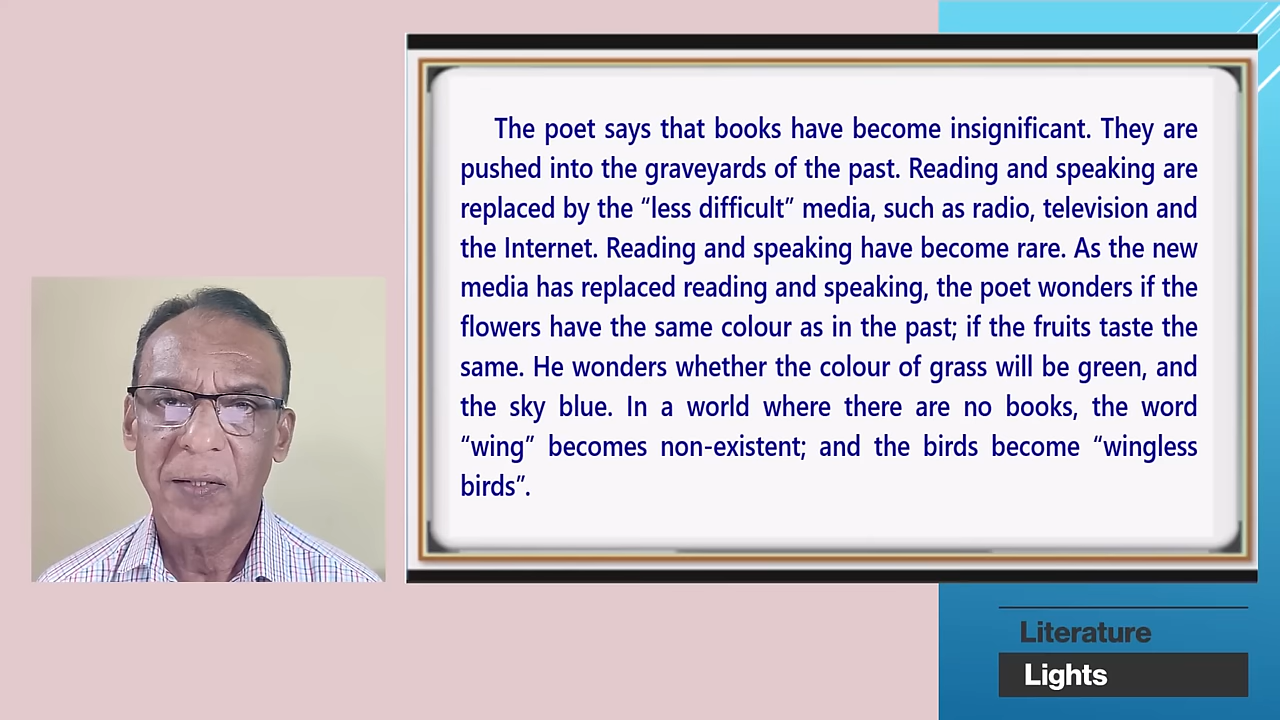 The poet says that books have become insignificant. They are
pushed into the graveyards of the past. Reading and speaking are
replaced by the “less difficult” media, such as radio, television and
the Internet. Reading and speaking have become rare. As the new
media has replaced reading and speaking, the poet wonders if the
flowers have the same colour as in the past; if the fruits taste the
same. He wonders whether the colour of grass will be green, and
the sky blue. In a world where there are no books, the word
“wing” becomes non-existent; and the birds become “wingless
birds”.
Literature
Lights